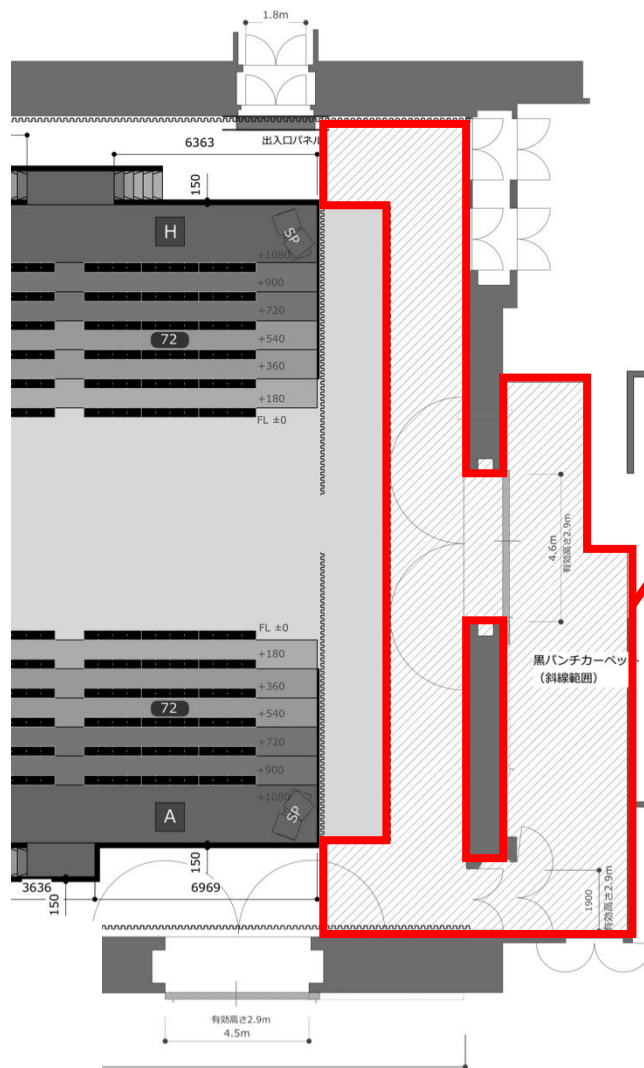 1.8m
出入口パネル
6363
150
H
SP
+1080
+900
+720
72
+540
+360
+180
FL ±0
4.6m
有効高さ2.9m
FL ±0
+180
黒パンチカーペット
（斜線範囲）
+360
72
+540
+720
+900
+1080
A
SP
150
3636
6969
150
1900
有効高さ2.9m
有効高さ2.9m
4.5m